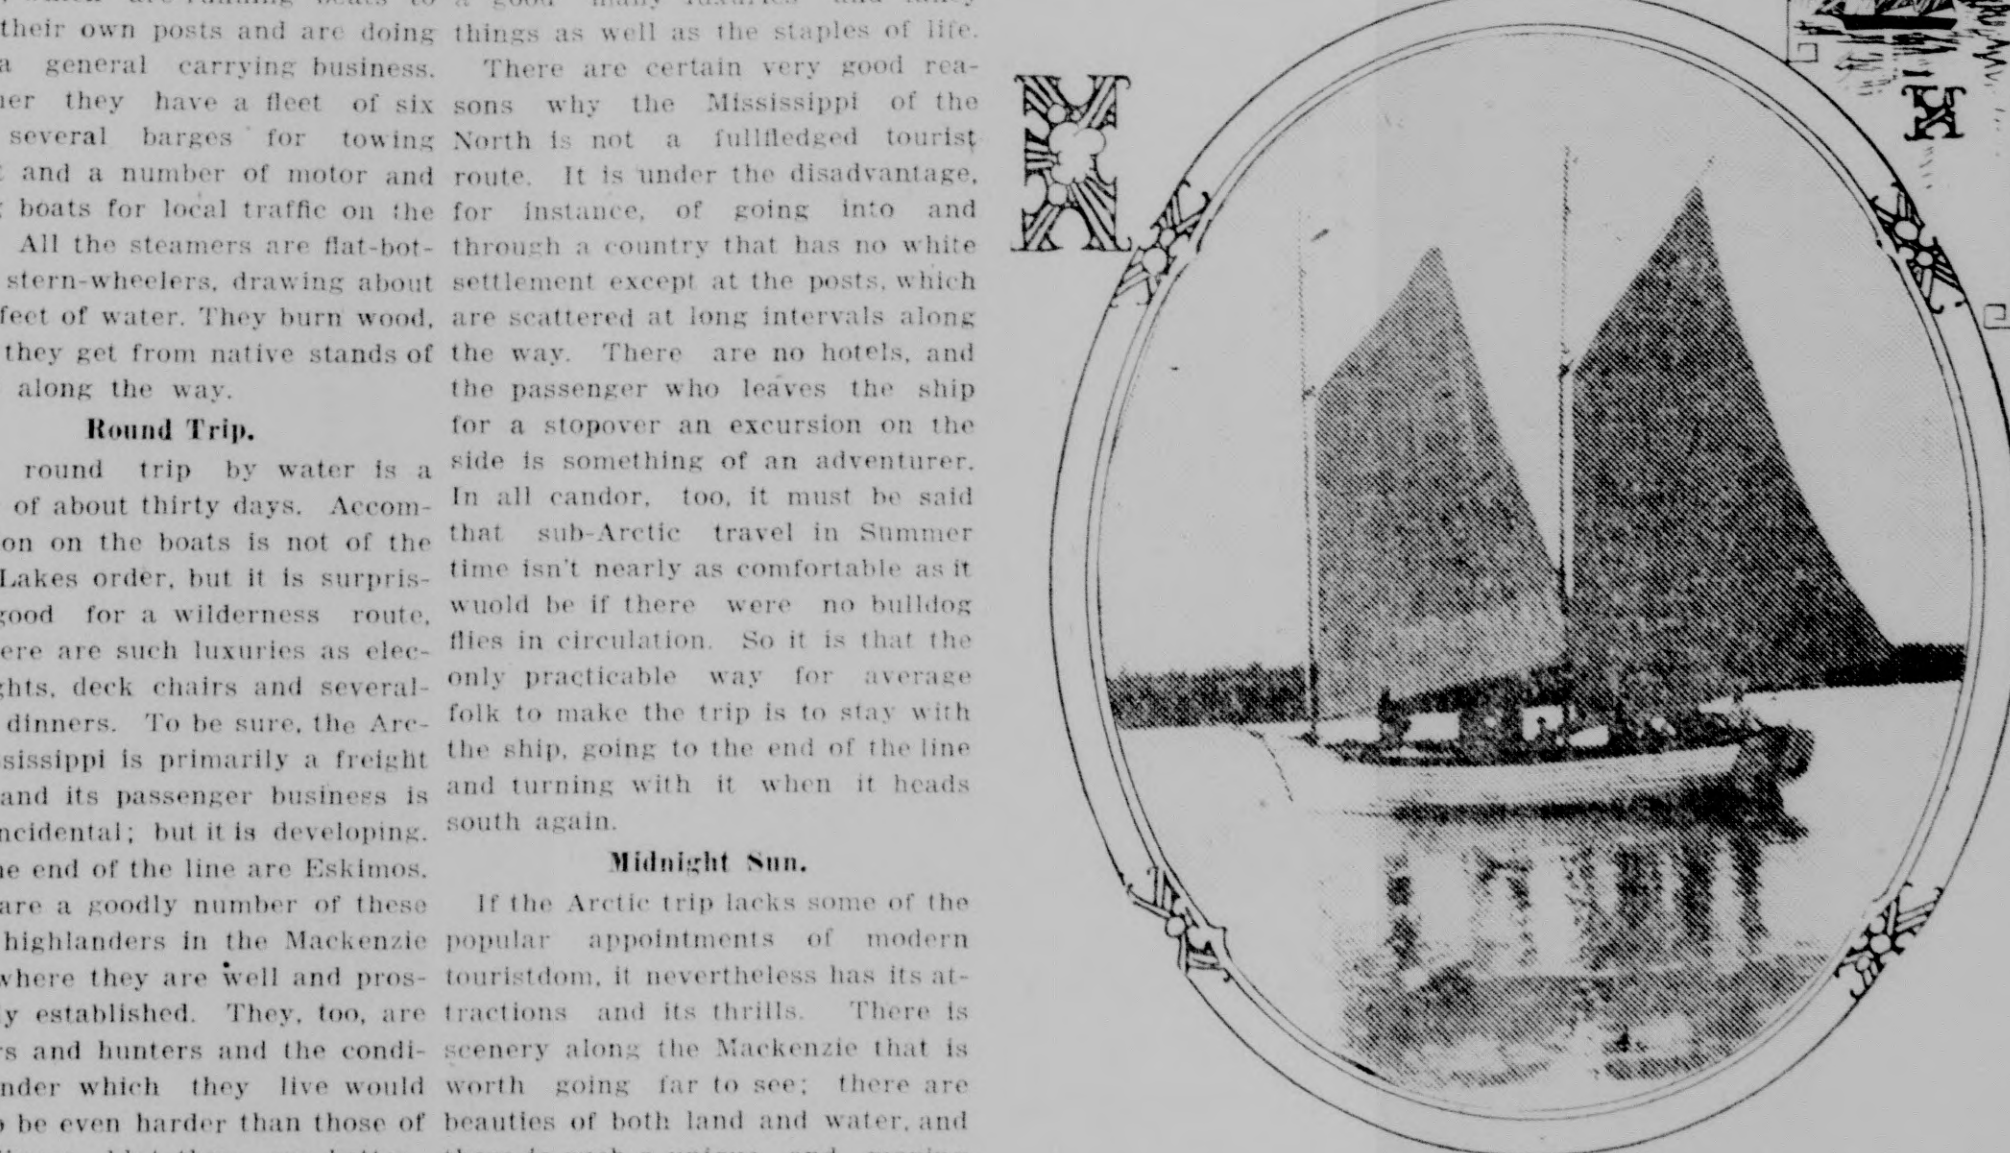 their own posts and are doing
a general carrying business.
they have a fleet of six
several barges for towing
and a number of motor and
boats for local traffic on the
All the steamers are flat-bot-
stern-wheelers, drawing about
feet of water. They burn wood,
they get from native stands of
along the way.
Round Trip.
round trip by water is a
of about thirty days. Accom-
on on the boats is not of the
Lakes order, but it is surpris-
good for a wilderness route,
ere are such luxuries as elec-
ghts, deck chairs and several-
dinners. To be sure, the Arc-
sissippi is primarily a freight
and its passenger business is
ncidental; but it is developing.
he end of the line are Eskimos.
are a goodly number of these
highlanders in the Mackenzie
where they are well and pros-
y established. They, too, are
rs and hunters and the condi-
nder which they live would
be even harder than those of
a good many luxuries and fancy
things as well as the staples of life.
There are certain very good rea-
sons why the Mississippi of the
North is not a fullfledged tourist
route. It is under the disadvantage,
for instance, of going into and
through a country that has no white
settlement except at the posts, which
are scattered at long intervals along
the way. There are no hotels, and
the passenger who leaves the ship
for a stopover an excursion on the
side is something of an adventurer.
In all candor, too, it must be said
that sub-Arctic travel in Summer
time isn't nearly as comfortable as it
wuold be if there were no bulldog
flies in circulation. So it is that the
only practicable way for average
folk to make the trip is to stay with
the ship, going to the end of the line
and turning with it when it heads
south again.
Midnight Sun.
If the Arctic trip lacks some of the
popular appointments of modern
touristdom, it nevertheless has its at-
tractions and its thrills. There is
scenery along the Mackenzie that is
worth going far to see; there are
beauties of both land and water, and